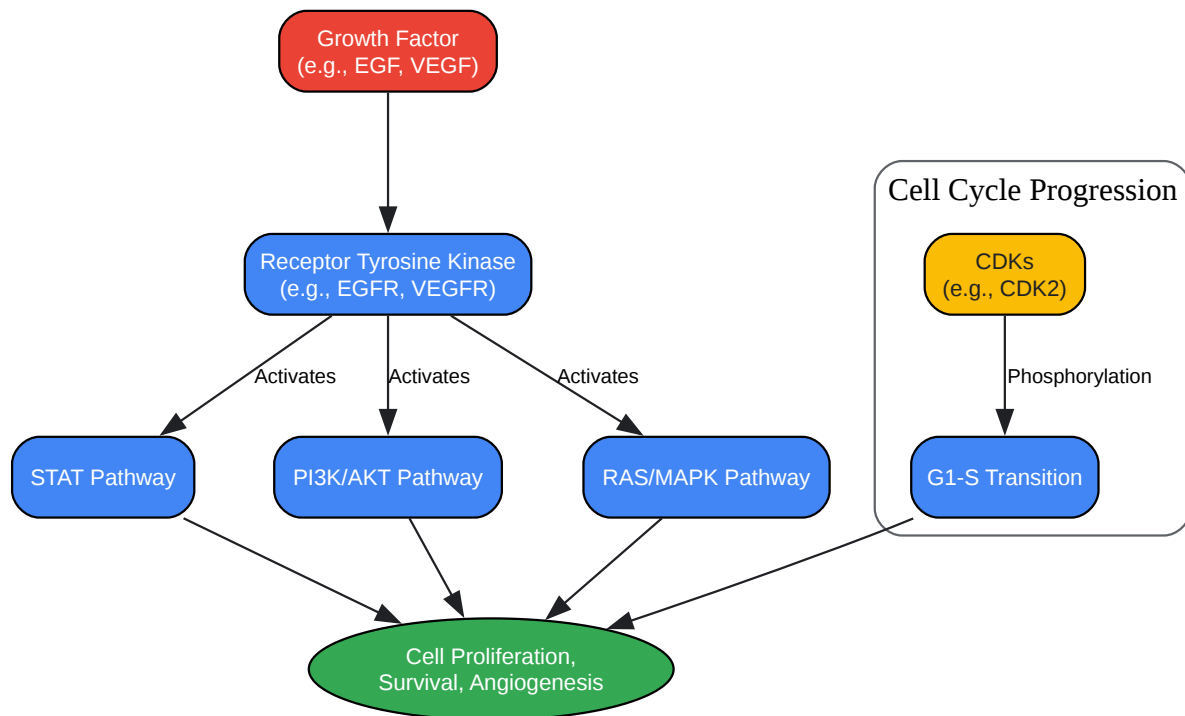 Growth Factor
(e.g., EGF, VEGF)
Cell Cycle Progression
Receptor Tyrosine Kinase
(e.g., EGFR, VEGFR)
CDKs
(e.g., CDK2)
Activates
Activates
Activates
Phosphorylation
STAT Pathway
PI3K/AKT Pathway
RAS/MAPK Pathway
G1-S Transition
Cell Proliferation,
Survival, Angiogenesis